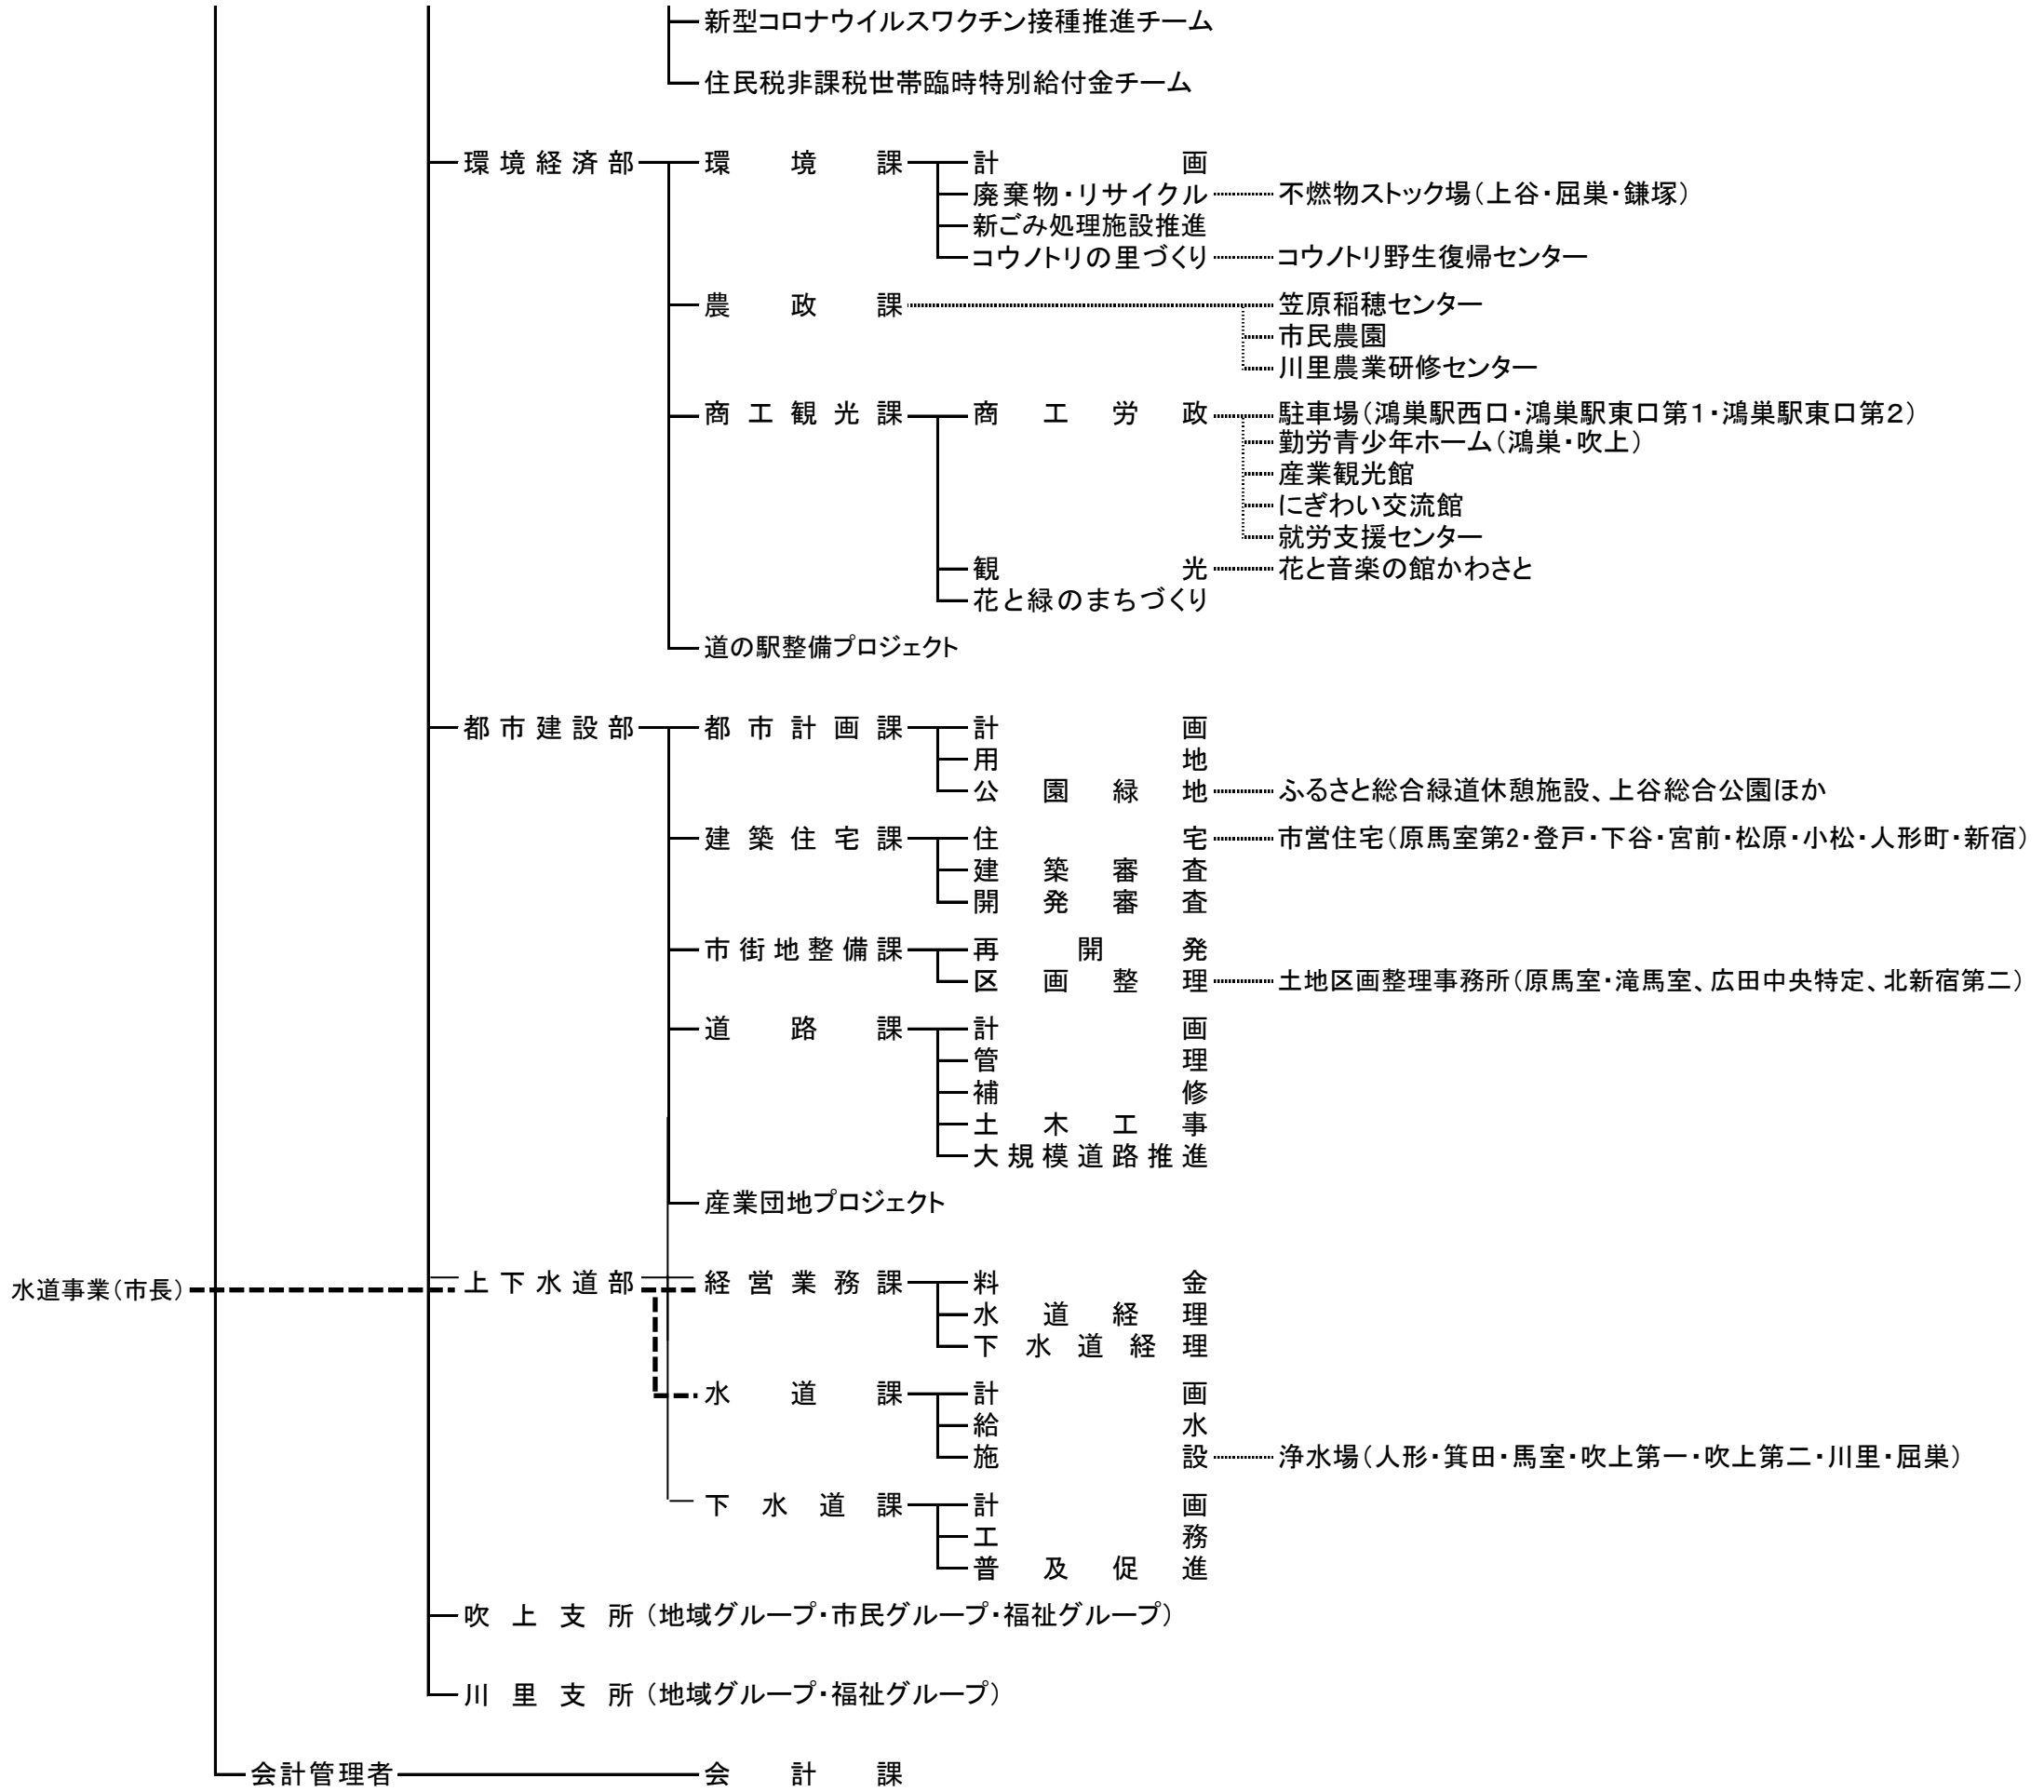 新型コロナウイルスワクチン接種推進チーム
住民税非課税世帯臨時特別給付金チーム
環境経済部 環境課 計画
廃棄物・リサイクル 不燃物ストック場（上谷・屈巣・鎌塚）
新ごみ処理施設推進
コウノトリの里づくり コウノトリ野生復帰センター
農政課 笠原稲穂センター
市民農園
川里農業研修センター
商工観光課 商工労政 駐車場（鴻巣駅西口・鴻巣駅東口第１・鴻巣駅東口第２）
勤労青少年ホーム（鴻巣・吹上）
産業観光館
にぎわい交流館
就労支援センター
観光 花と音楽の館かわさと
花と緑のまちづくり
道の駅整備プロジェクト
都市建設部 都市計画課 計画
用地
公園緑地 ふるさと総合緑道休憩施設、上谷総合公園ほか
建築住宅課 住宅 市営住宅（原馬室第2・登戸・下谷・宮前・松原・小松・人形町・新宿）
建築審査
開発審査
市街地整備課 再開発
区画整理 土地区画整理事務所（原馬室・滝馬室、広田中央特定、北新宿第二）
道路課 計画
管理
補修
土木工事
大規模道路推進
産業団地プロジェクト
水道事業（市長） 上下水道部 経営業務課 料金
水道経理
下水道経理
水道課 計画
給水
施設 浄水場（人形・箕田・馬室・吹上第一・吹上第二・川里・屈巣）
下水道課 計画
工務
普及促進
吹上支所（地域グループ・市民グループ・福祉グループ）
川里支所（地域グループ・福祉グループ）
会計管理者 会計課